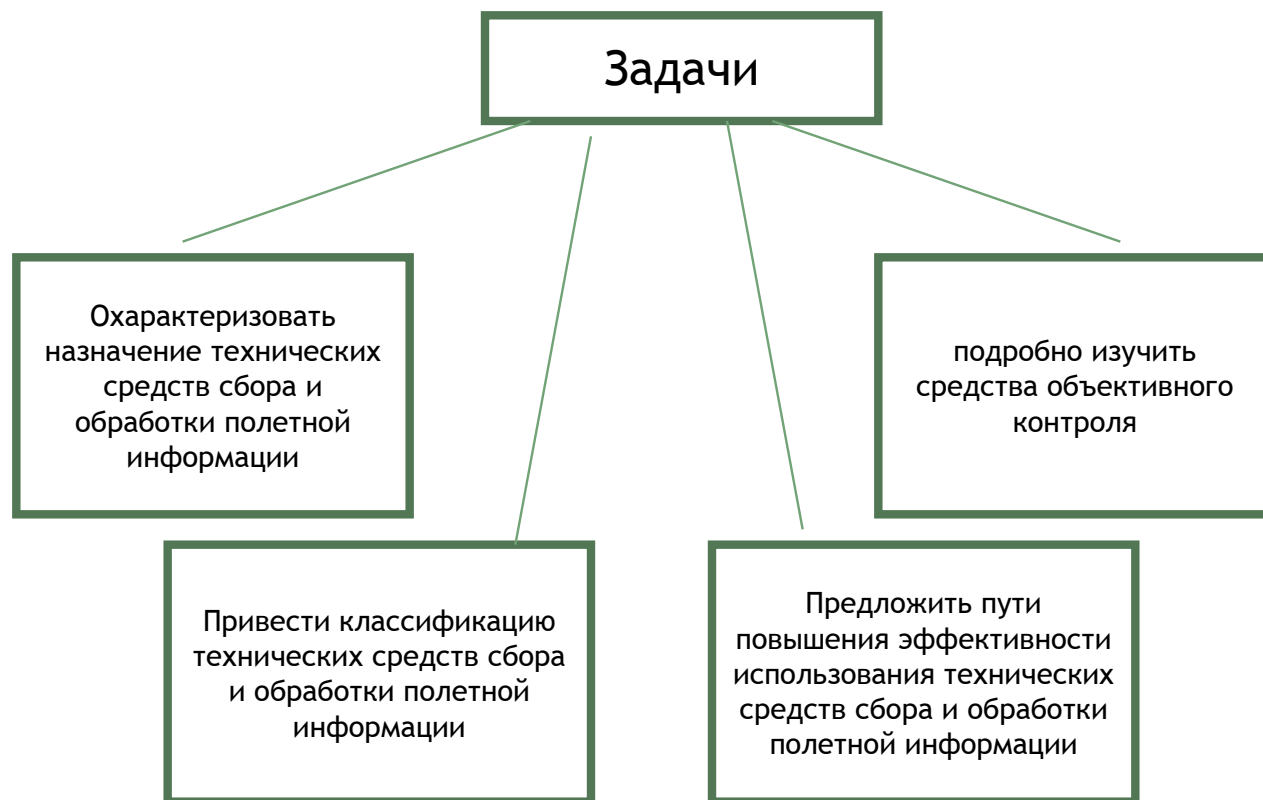 Задачи
Охарактеризовать
назначение технических
средств сбора и
обработки полетной
информации
подробно изучить
средства объективного
контроля
Привести классификацию
технических средств сбора
и обработки полетной
информации
Предложить пути
повышения эффективности
использования технических
средств сбора и обработки
полетной информации